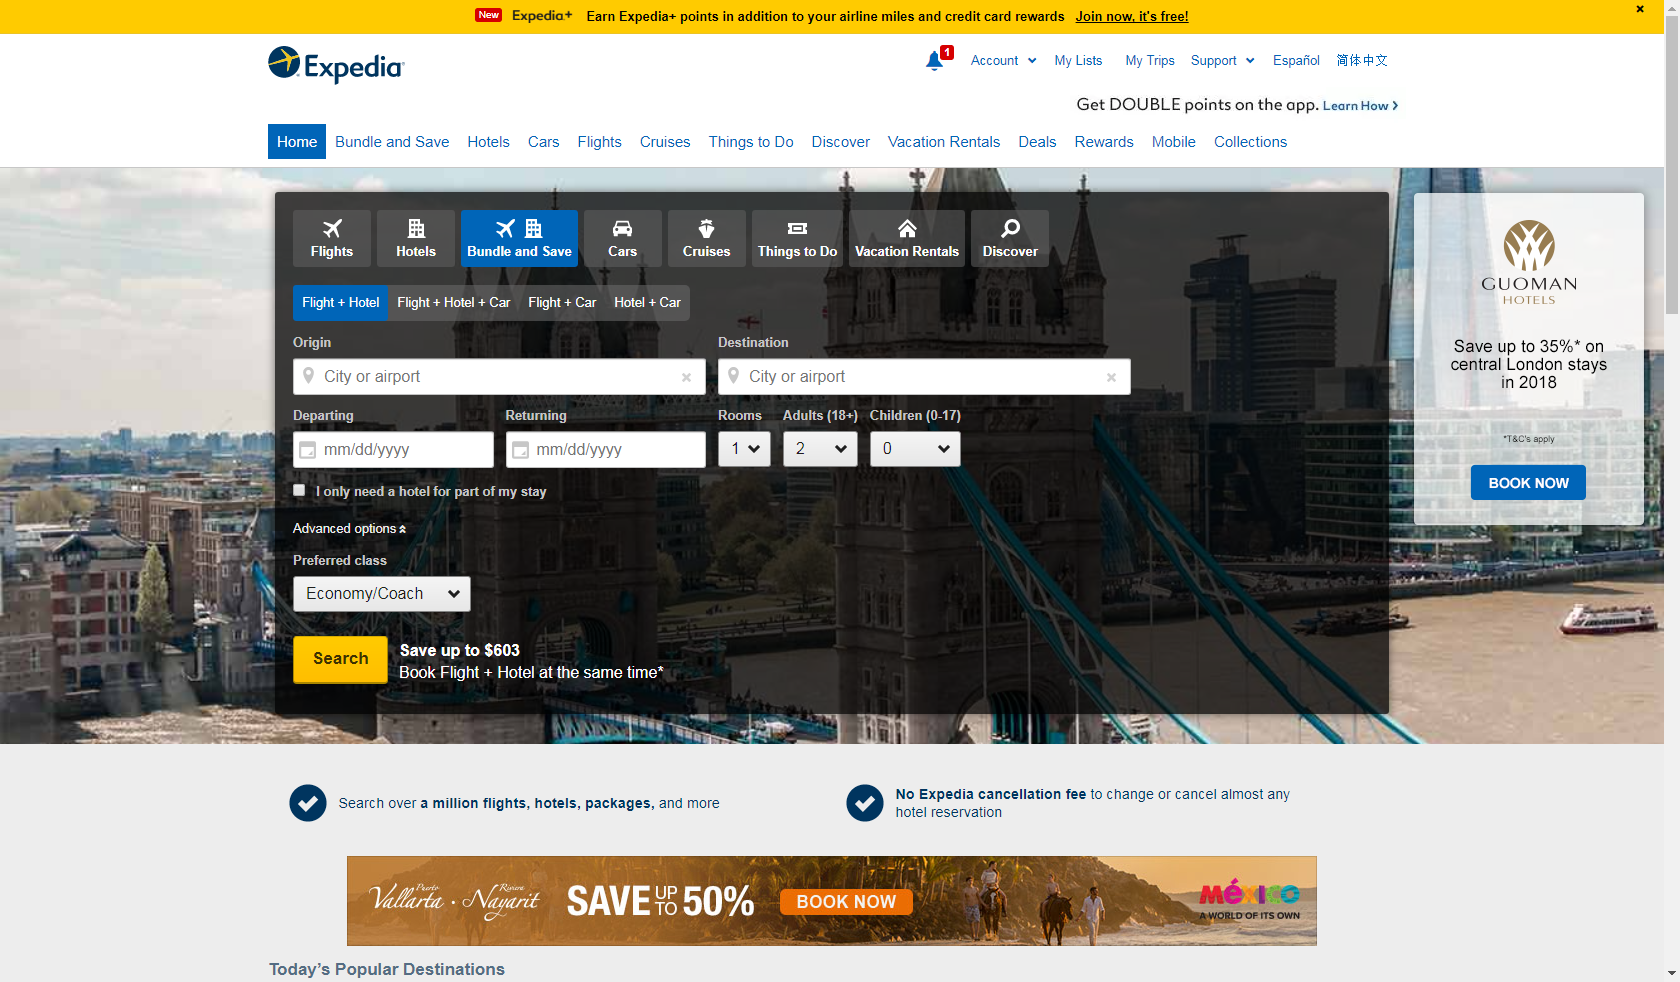 New Expedia+ Earn Expedia+ points in addition to your airline miles and credit card rewards Join now, it's free!
Expedia
1 Account My Lists My Trips Support Español 简体中文
Get DOUBLE points on the app. Learn How
Home Bundle and Save Hotels Cars Flights Cruises Things to Do Discover Vacation Rentals Deals Rewards Mobile Collections
Flights Hotels Bundle and Save Cars Cruises Things to Do Vacation Rentals Discover
Flight + Hotel Flight + Hotel + Car Flight + Car Hotel + Car
Origin Destination
City or airport City or airport
Departing Returning Rooms Adults (18+) Children (0-17)
mm/dd/yyyy mm/dd/yyyy 1 2 0
I only need a hotel for part of my stay
Advanced options
Preferred class
Economy/Coach
Search
Save up to $603
Book Flight + Hotel at the same time*
GUOMAN
HOTELS
Save up to 35%* on
central London stays
in 2018
*T&C's apply
BOOK NOW
Search over a million flights, hotels, packages, and more
No Expedia cancellation fee to change or cancel almost any
hotel reservation
Puerto Vallarta · Riviera Nayarit
SAVE UP TO 50%
BOOK NOW
méxico
A WORLD OF ITS OWN
Today's Popular Destinations